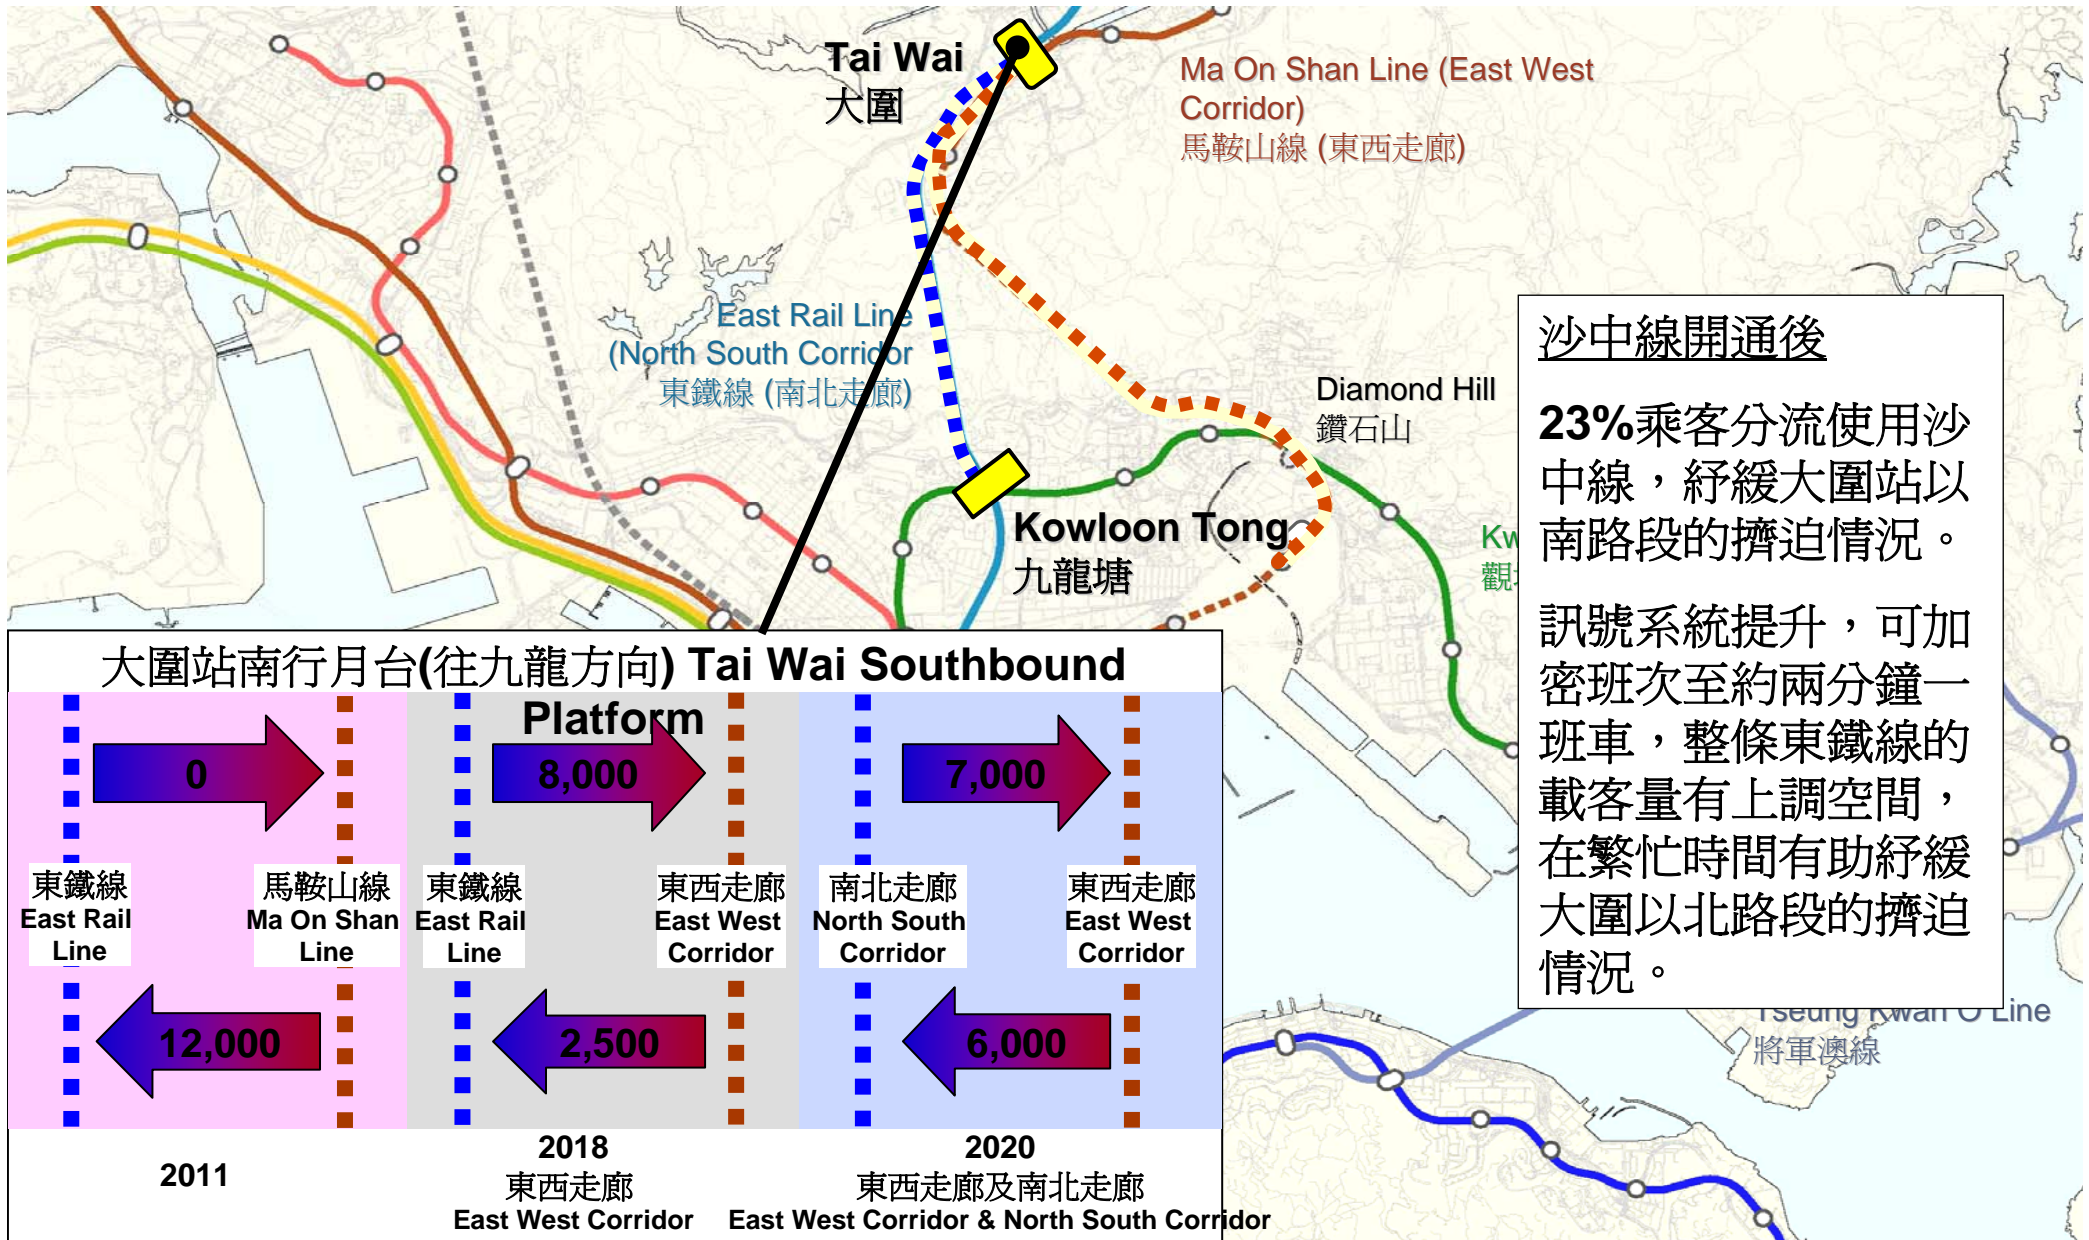 Tai Wai
大圍
Ma On Shan Line (East West
Corridor)
馬鞍山線 (東西走廊)
East Rail Line
(North South Corridor
東鐵線 (南北走廊)
Diamond Hill
鑽石山
Kowloon Tong
九龍塘
Kw
觀
沙中線開通後
23%乘客分流使用沙
中線，紓緩大圍站以
南路段的擠迫情況。
訊號系統提升，可加
密班次至約兩分鐘一
班車，整條東鐵線的
載客量有上調空間，
在繁忙時間有助紓緩
大圍以北路段的擠迫
情況。
Tseung Kwan O Line
將軍澳線
大圍站南行月台(往九龍方向) Tai Wai Southbound
Platform
0
8,000
7,000
東鐵線
East Rail
Line
馬鞍山線
Ma On Shan
Line
東鐵線
East Rail
Line
東西走廊
East West
Corridor
南北走廊
North South
Corridor
東西走廊
East West
Corridor
12,000
2,500
6,000
2011
2018
東西走廊
East West Corridor
2020
東西走廊及南北走廊
East West Corridor & North South Corridor